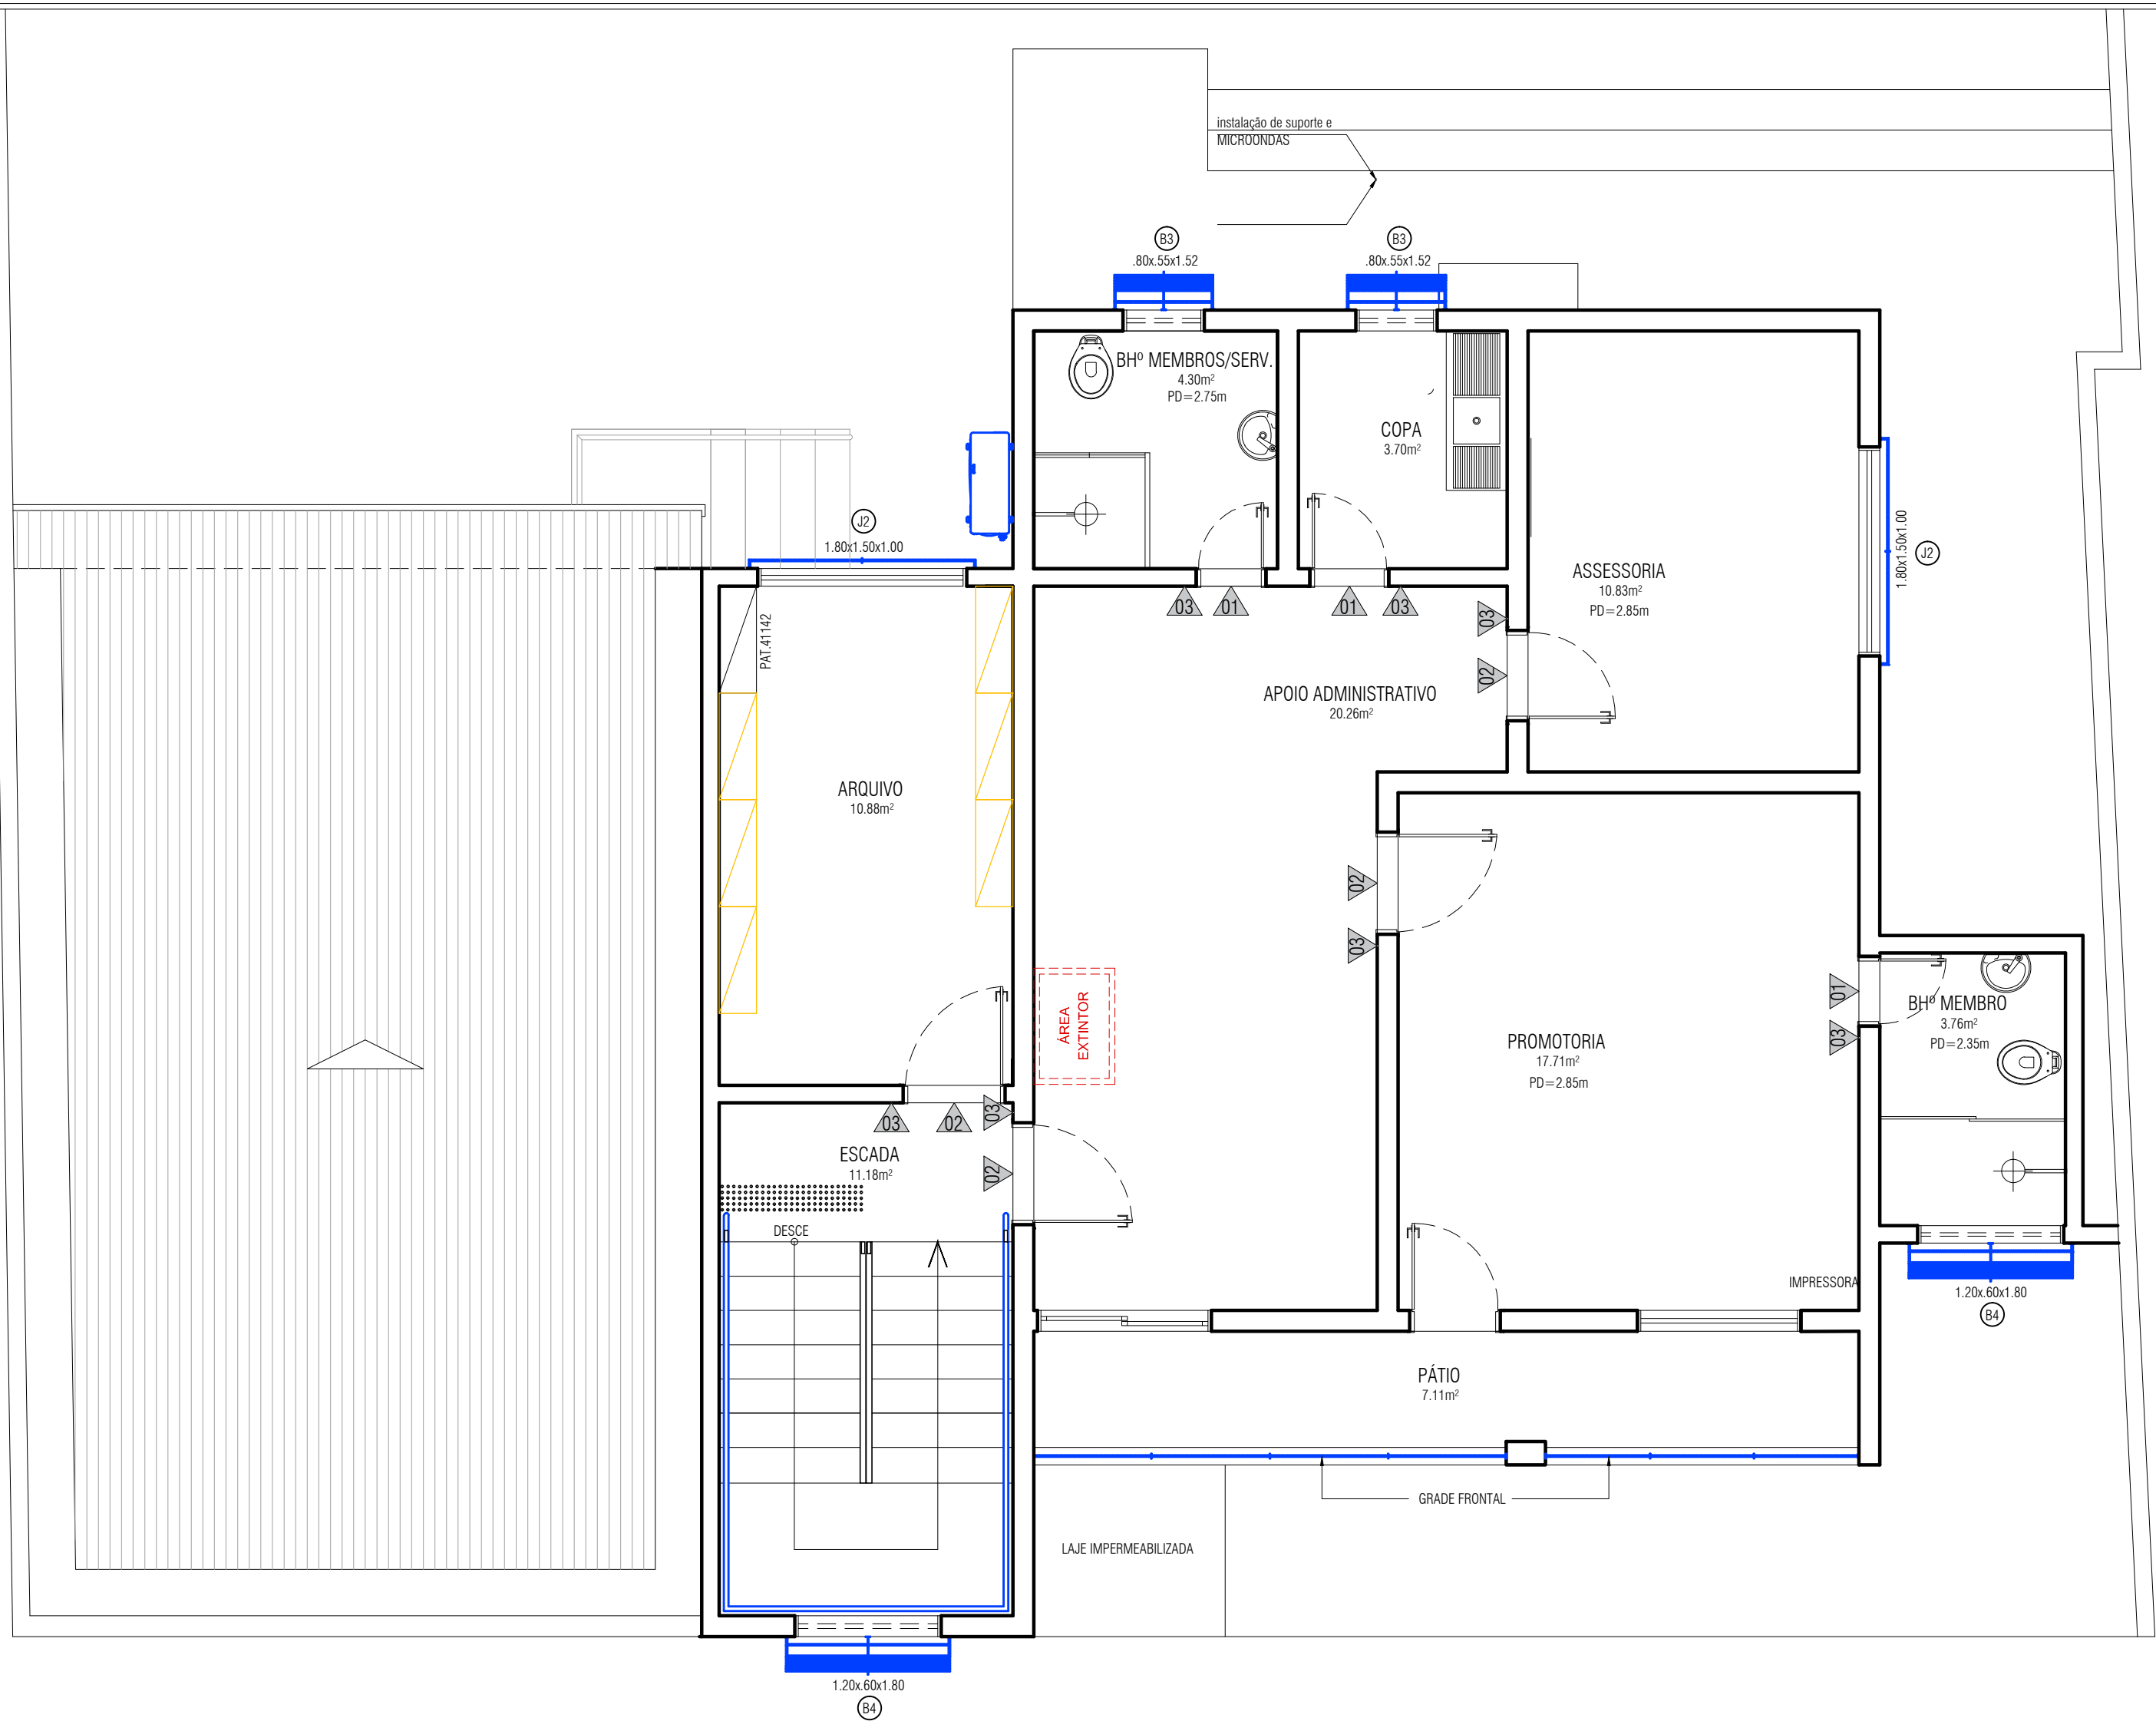 instalação de suporte e
MICROONDAS
B3
.80x.55x1.52
B3
.80x.55x1.52
BHº MEMBROS/SERV.
4.30m²
PD=2.75m
COPA
3.70m²
J2
1.80x1.50x1.00
1.80x1.50x1.00
J2
ASSESSORIA
10.83m²
PD=2.85m
03
01
01
03
03
02
PAT.41142
APOIO ADMINISTRATIVO
20.26m²
ARQUIVO
10.88m²
02
03
ÁREA
EXTINTOR
01
03
BHº MEMBRO
3.76m²
PD=2.35m
PROMOTORIA
17.71m²
PD=2.85m
03
02
03
02
ESCADA
11.18m²
DESCE
IMPRESSORA
1.20x.60x1.80
B4
PÁTIO
7.11m²
GRADE FRONTAL
LAJE IMPERMEABILIZADA
1.20x.60x1.80
B4